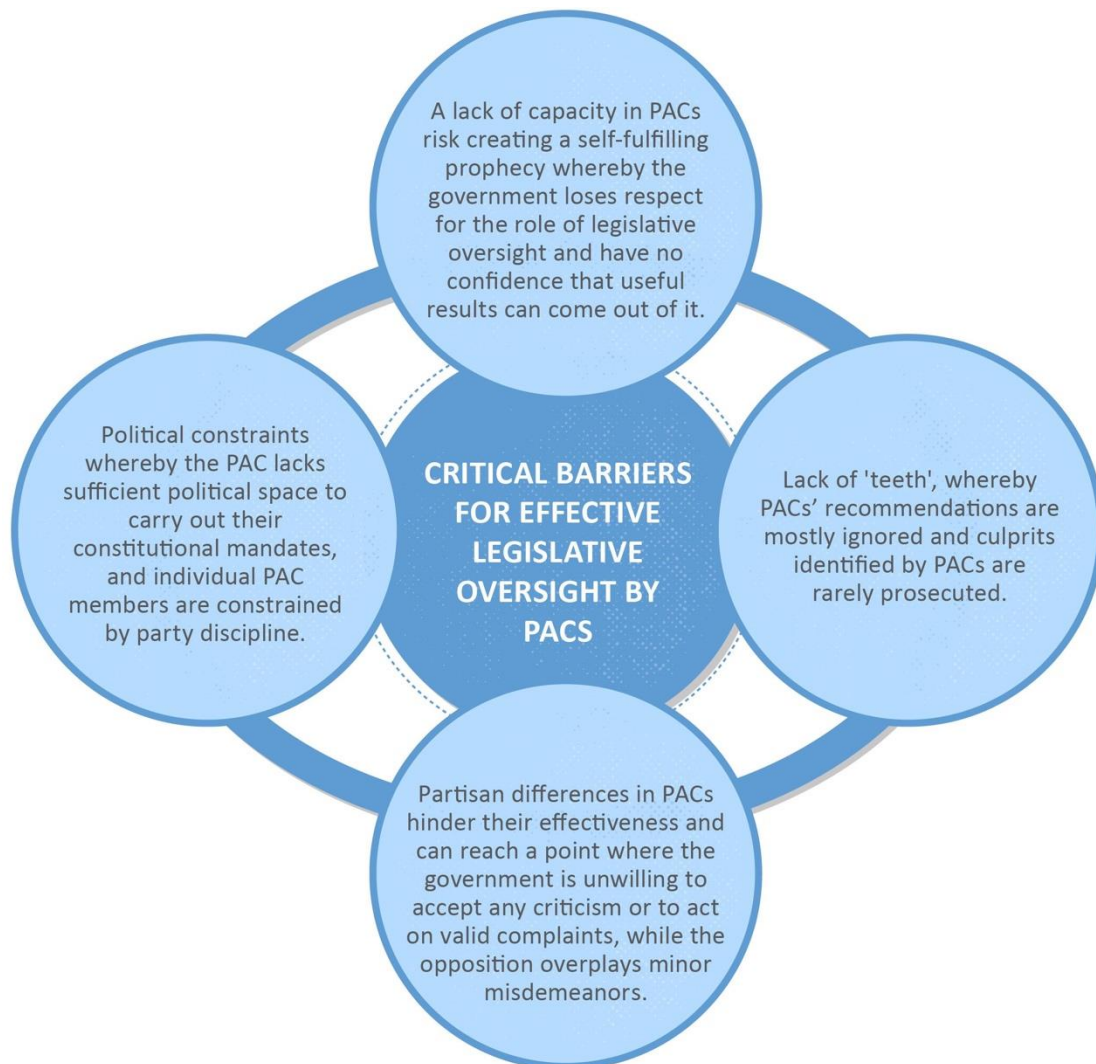 A lack of capacity in PACs
risk creating a self-fulfilling
prophecy whereby the
government loses respect
for the role of legislative
oversight and have no
confidence that useful
results can come out of it.
Political constraints
whereby the PAC lacks
sufficient political space to
carry out their
constitutional mandates,
and individual PAC
members are constrained
by party discipline.
CRITICAL BARRIERS
FOR EFFECTIVE
LEGISLATIVE
OVERSIGHT BY
PACS
Lack of 'teeth', whereby
PACs’ recommendations are
mostly ignored and culprits
identified by PACs are
rarely prosecuted.
Partisan differences in PACs
hinder their effectiveness and
can reach a point where the
government is unwilling to
accept any criticism or to act
on valid complaints, while the
opposition overplays minor
misdemeanors.